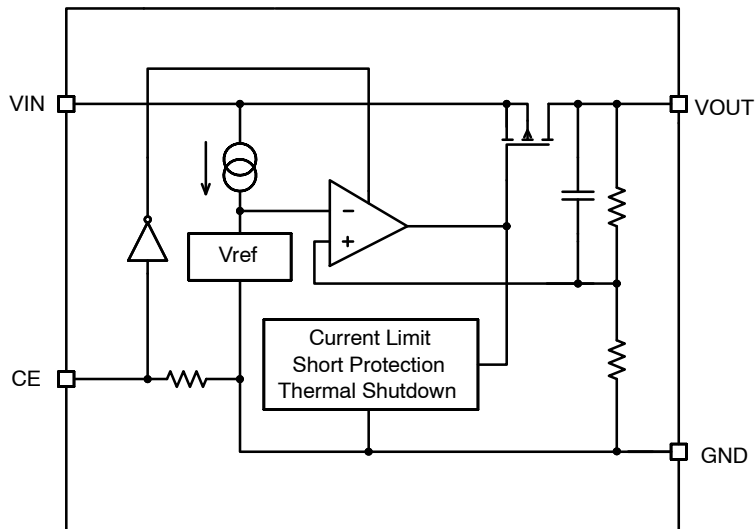 VIN
VOUT
−
+
Vref
Current Limit
Short Protection
Thermal Shutdown
CE
GND